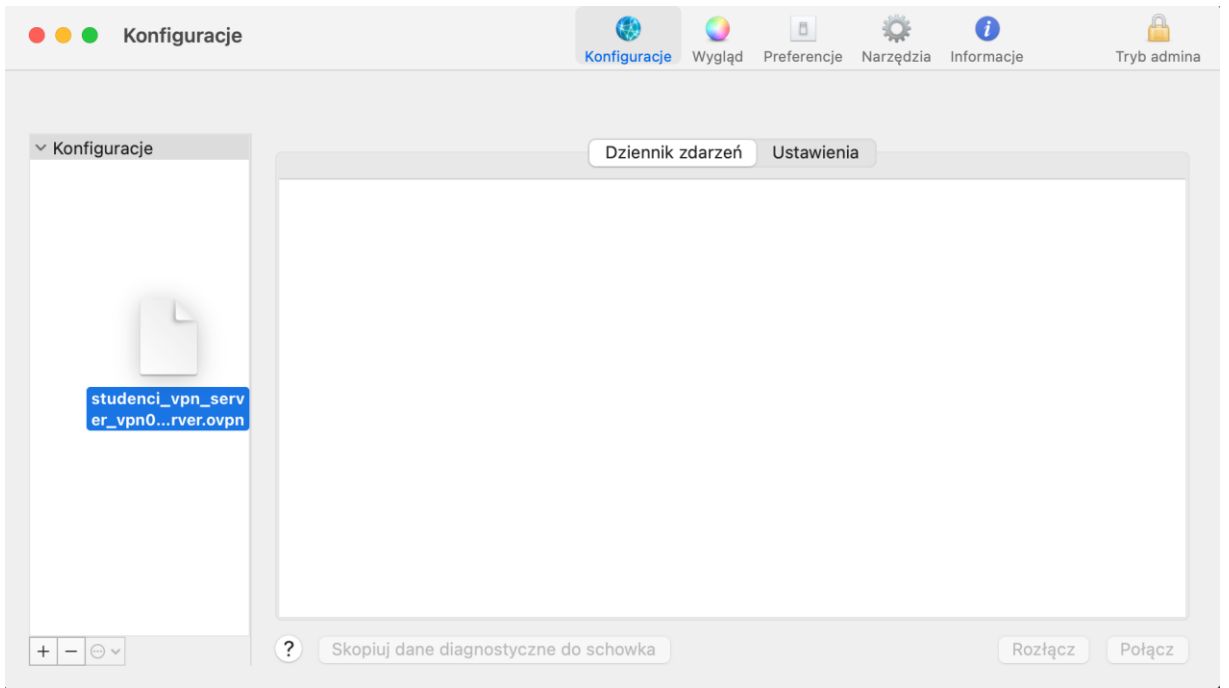 Konfiguracje
Konfiguracje Wygląd Preferencje Narzędzia Informacje Tryb admina
Konfiguracje
Dziennik zdarzeń Ustawienia
studenci_vpn_serv
er_vpn0...rver.ovpn
? Skopiuj dane diagnostyczne do schowka Rozłącz Połącz